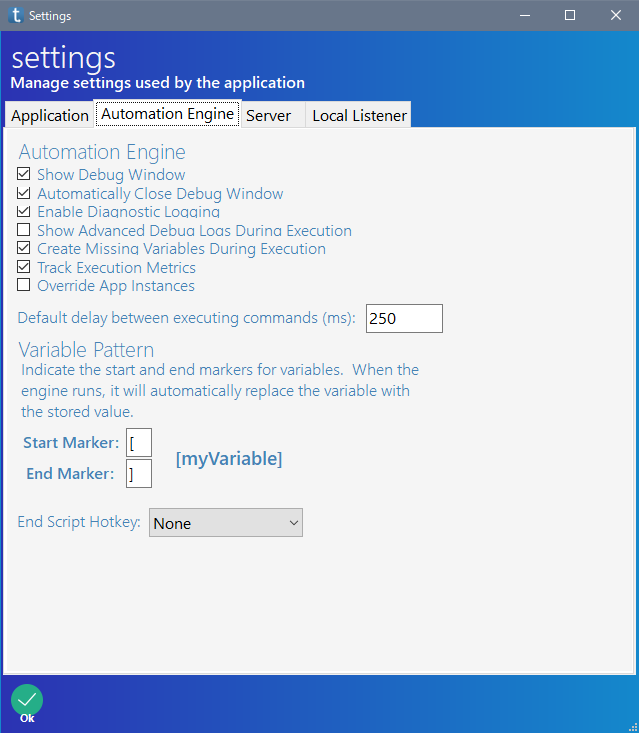 Settings
settings
Manage settings used by the application
Application Automation Engine Server Local Listener
Automation Engine
Show Debug Window
Automatically Close Debug Window
Enable Diagnostic Logging
Show Advanced Debug Logs During Execution
Create Missing Variables During Execution
Track Execution Metrics
Override App Instances
Default delay between executing commands (ms): 250
Variable Pattern
Indicate the start and end markers for variables. When the
engine runs, it will automatically replace the variable with
the stored value.
Start Marker: [
[myVariable]
End Marker: ]
End Script Hotkey: None
Ok